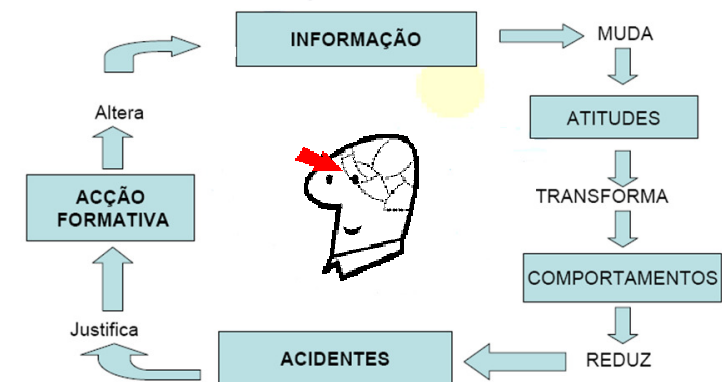 INFORMAÇÃO
MUDA
ATITUDES
TRANSFORMA
COMPORTAMENTOS
REDUZ
ACIDENTES
Justifica
ACÇÃO
FORMATIVA
Altera